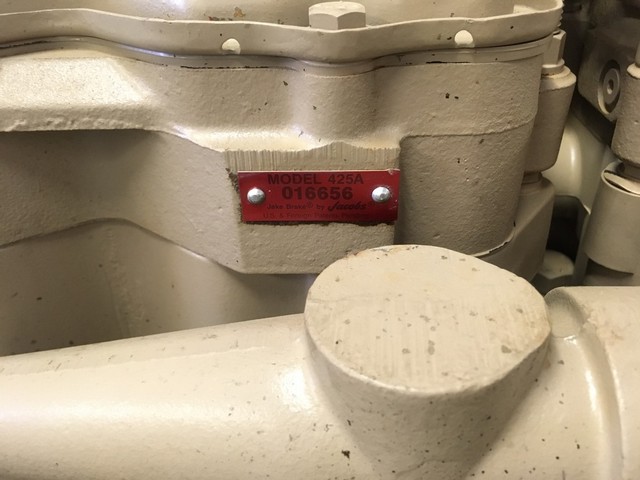 MODEL 425A
016656
Jake Brake® by Jacobs
U.S. &